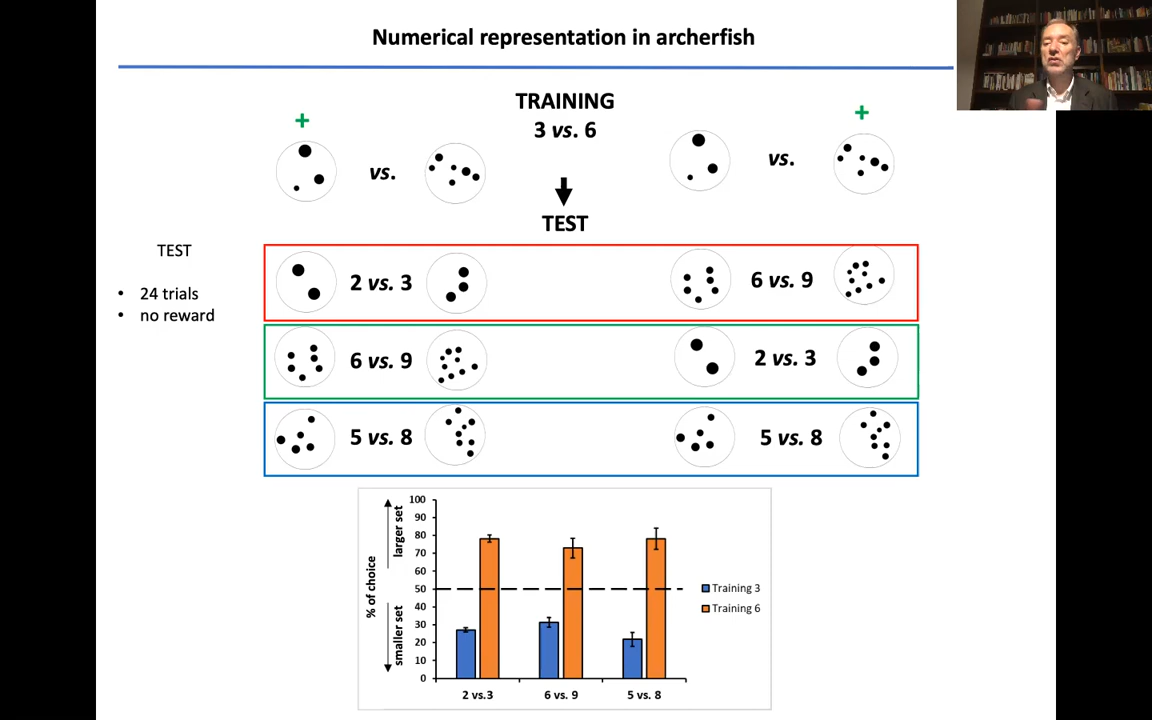 Numerical representation in archerfish
TRAINING
3 vs. 6
+
+
vs.
vs.
TEST
TEST
• 24 trials
• no reward
2 vs. 3
6 vs. 9
6 vs. 9
2 vs. 3
5 vs. 8
5 vs. 8
% of choice
larger set
smaller set
100
90
80
70
60
50
40
30
20
10
0
2 vs.3
6 vs. 9
5 vs. 8
Training 3
Training 6